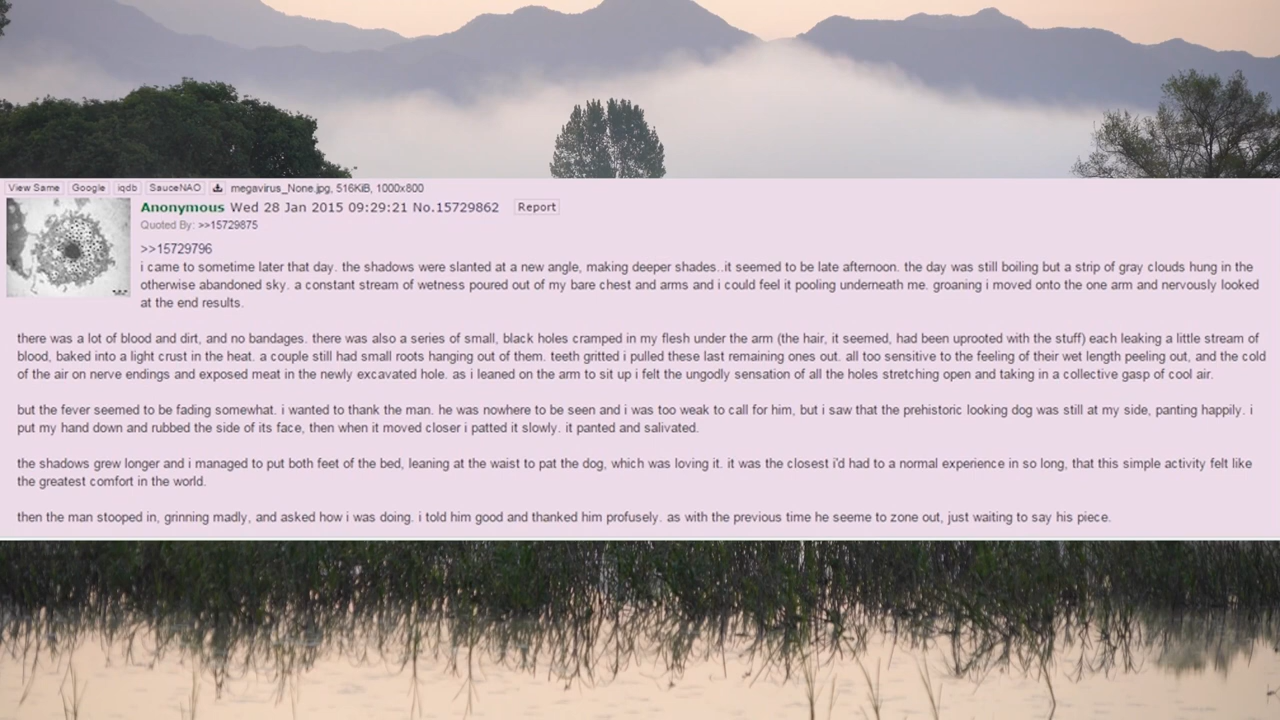 View Same Google iqdb SauceNAO megavirus_None.jpg, 516KiB, 1000x800
Anonymous Wed 28 Jan 2015 09:29:21 No.15729862 Report
Quoted By: >>15729875
>>15729796
i came to sometime later that day. the shadows were slanted at a new angle, making deeper shades..it seemed to be late afternoon. the day was still boiling but a strip of gray clouds hung in the
otherwise abandoned sky. a constant stream of wetness poured out of my bare chest and arms and i could feel it pooling underneath me. groaning i moved onto the one arm and nervously looked
at the end results.
there was a lot of blood and dirt, and no bandages. there was also a series of small, black holes cramped in my flesh under the arm (the hair, it seemed, had been uprooted with the stuff) each leaking a little stream of
blood, baked into a light crust in the heat. a couple still had small roots hanging out of them. teeth gritted i pulled these last remaining ones out. all too sensitive to the feeling of their wet length peeling out, and the cold
of the air on nerve endings and exposed meat in the newly excavated hole. as i leaned on the arm to sit up i felt the ungodly sensation of all the holes stretching open and taking in a collective gasp of cool air.
but the fever seemed to be fading somewhat. i wanted to thank the man. he was nowhere to be seen and i was too weak to call for him, but i saw that the prehistoric looking dog was still at my side, panting happily. i
put my hand down and rubbed the side of its face, then when it moved closer i patted it slowly. it panted and salivated.
the shadows grew longer and i managed to put both feet of the bed, leaning at the waist to pat the dog, which was loving it. it was the closest i'd had to a normal experience in so long, that this simple activity felt like
the greatest comfort in the world.
then the man stooped in, grinning madly, and asked how i was doing. i told him good and thanked him profusely. as with the previous time he seeme to zone out, just waiting to say his piece.